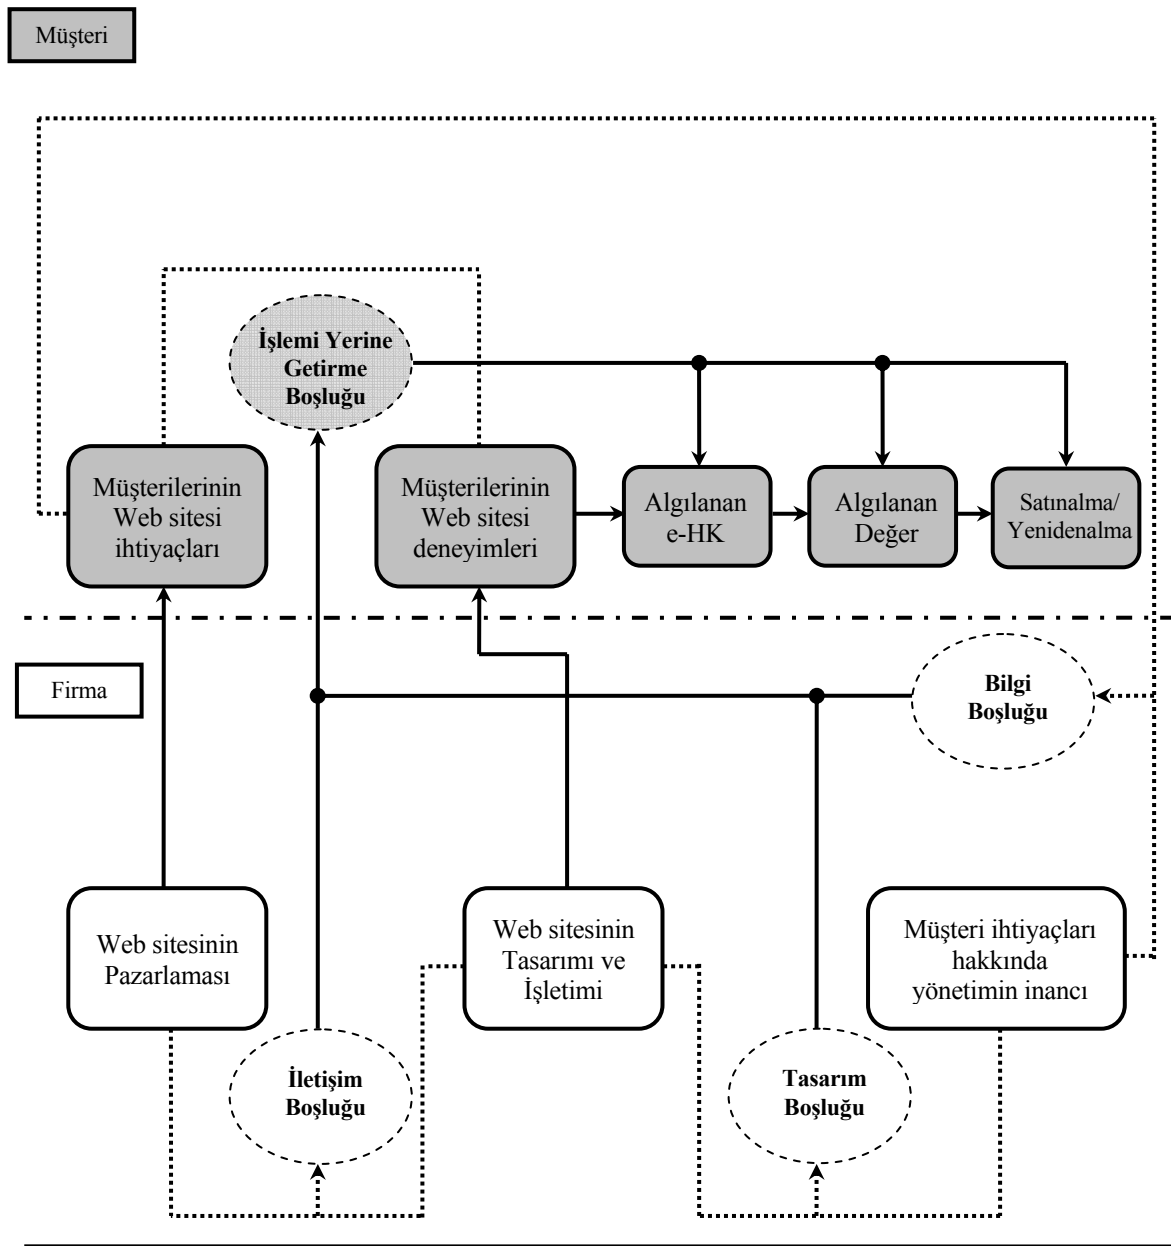 Müşteri
İşlemi Yerine
Getirme
Boşluğu
Müşterilerinin
Web sitesi
ihtiyaçları
Müşterilerinin
Web sitesi
deneyimleri
Algılanan
e-HK
Algılanan
Değer
Satınalma/
Yenidenalma
Firma
Bilgi
Boşluğu
Web sitesinin
Pazarlaması
Web sitesinin
Tasarımı ve
İşletimi
Müşteri ihtiyaçları
hakkında
yönetimin inancı
İletişim
Boşluğu
Tasarım
Boşluğu